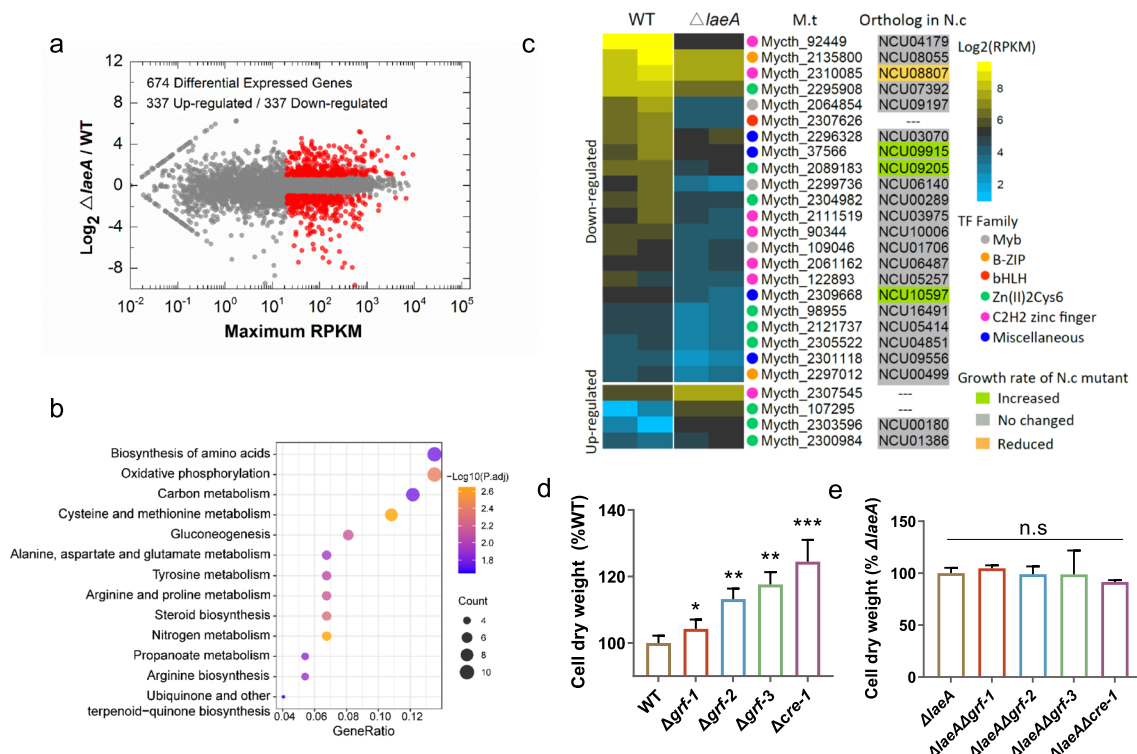 a
12
8
4
0
-4
-8
Log2 △laeA / WT
674 Differential Expressed Genes
337 Up-regulated / 337 Down-regulated
10-2 10-1 100 101 102 103 104 105
Maximum RPKM
b
Biosynthesis of amino acids
Oxidative phosphorylation
Carbon metabolism
Cysteine and methionine metabolism
Gluconeogenesis
Alanine, aspartate and glutamate metabolism
Tyrosine metabolism
Arginine and proline metabolism
Steroid biosynthesis
Nitrogen metabolism
Propanoate metabolism
Arginine biosynthesis
Ubiquinone and other
terpenoid−quinone biosynthesis
0.04 0.06 0.08 0.10 0.12
GeneRatio
−Log10(P.adj)
2.6
2.4
2.2
2.0
1.8
Count
4
6
8
10
c
WT △laeA M.t Ortholog in N.c
Down-regulated
Mycth_92449 NCU04179
Mycth_2135800 NCU08055
Mycth_2310085 NCU08807
Mycth_2295908 NCU07392
Mycth_2064854 NCU09197
Mycth_2307626 ---
Mycth_2296328 NCU03070
Mycth_37566 NCU09915
Mycth_2089183 NCU09205
Mycth_2299736 NCU06140
Mycth_2304982 NCU00289
Mycth_2111519 NCU03975
Mycth_90344 NCU10006
Mycth_109046 NCU01706
Mycth_2061162 NCU06487
Mycth_122893 NCU05257
Mycth_2309668 NCU10597
Mycth_98955 NCU16491
Mycth_2121737 NCU05414
Mycth_2305522 NCU04851
Mycth_2301118 NCU09556
Mycth_2297012 NCU00499
Up-regulated
Mycth_2307545 ---
Mycth_107295 ---
Mycth_2303596 NCU00180
Mycth_2300984 NCU01386
Log2(RPKM)
8
6
4
2
TF Family
Myb
B-ZIP
bHLH
Zn(II)2Cys6
C2H2 zinc finger
Miscellaneous
Growth rate of N.c mutant
Increased
No changed
Reduced
d
Cell dry weight (%WT)
140
120
100
* ** ** ***
WT Δgrf-1 Δgrf-2 Δgrf-3 Δcre-1
e
Cell dry weight (% ΔlaeA)
150
100
50
0
n.s
ΔlaeA ΔlaeAΔgrf-1 ΔlaeAΔgrf-2 ΔlaeAΔgrf-3 ΔlaeAΔcre-1